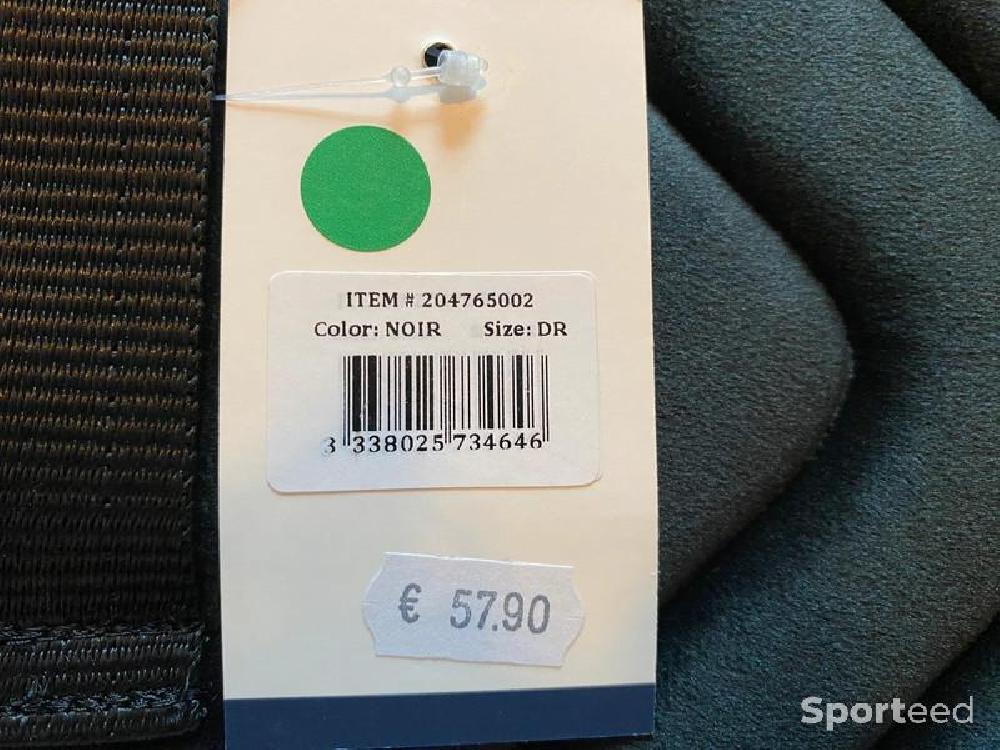 ITEM # 204765002
Color: NOIR Size: DR
3 338025 734646
€ 57.90
Sporteed